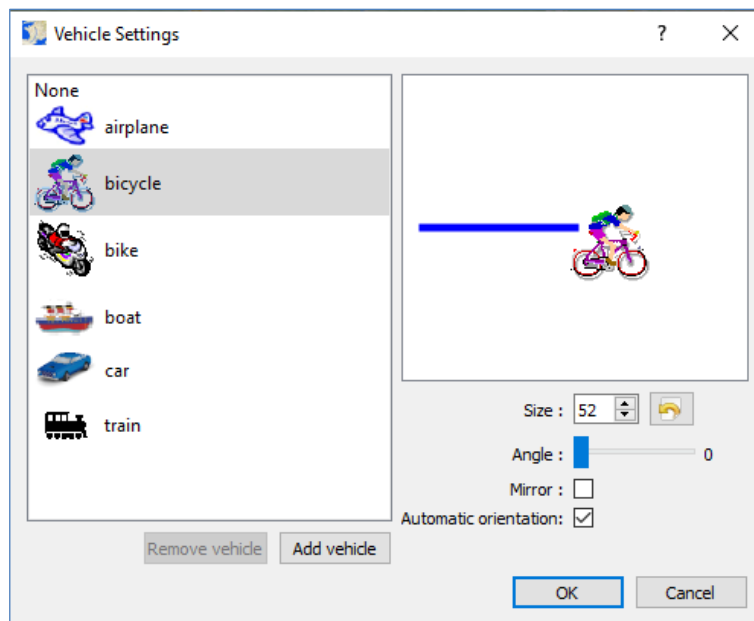 Vehicle Settings
None
airplane
bicycle
bike
boat
car
train
Remove vehicle Add vehicle
Size : 52
Angle : 0
Mirror :
Automatic orientation:
OK Cancel